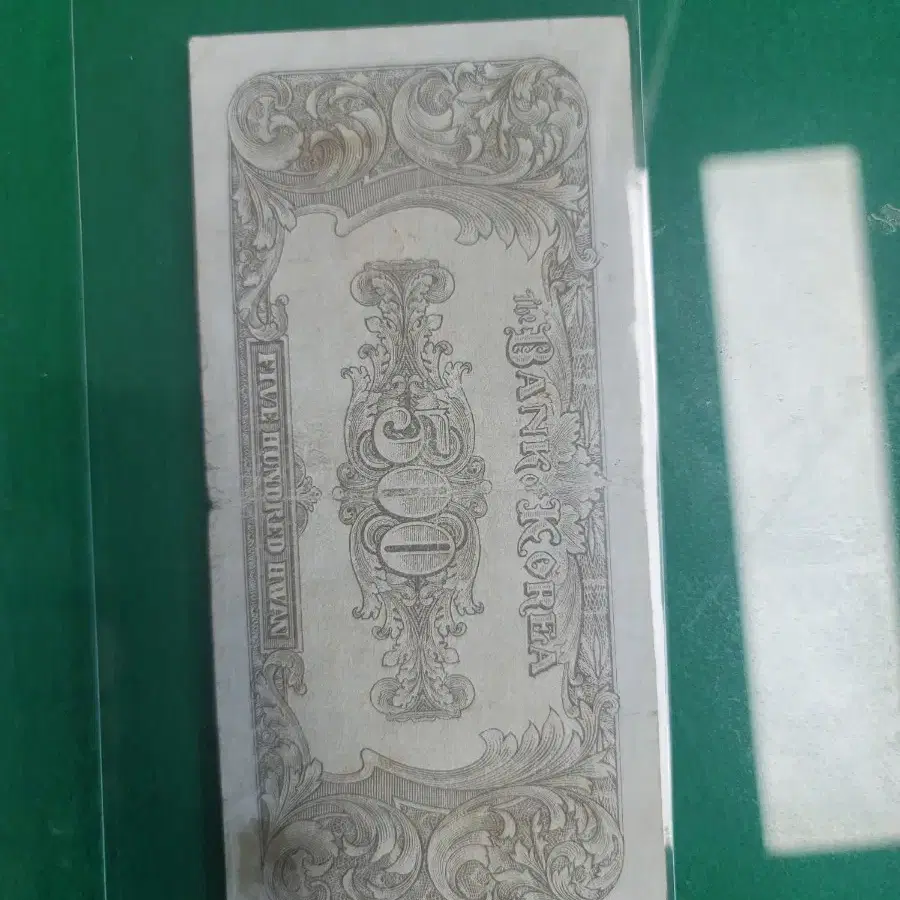 The BANK OF KOREA
500
FIVE HUNDRED HWAN